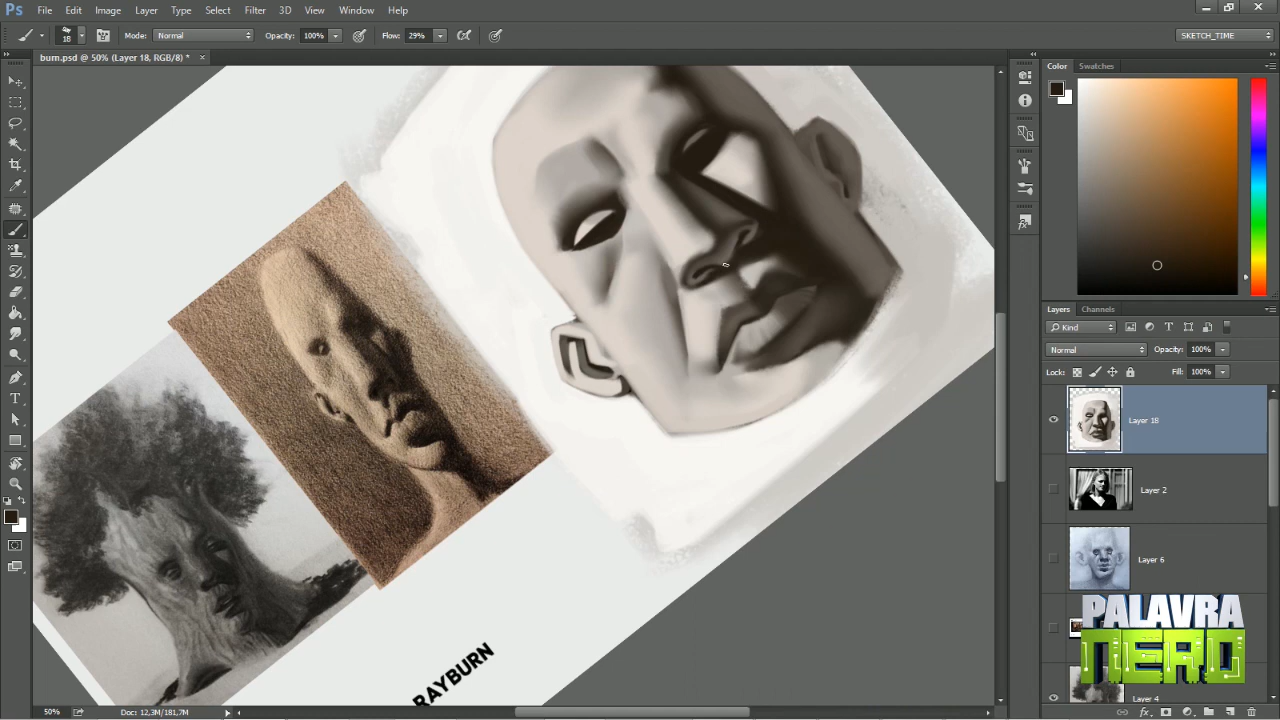 Ps File Edit Image Layer Type Select Filter 3D View Window Help
18 Mode: Normal Opacity: 100% Flow: 29% SKETCH_TIME
bum.psd @ 50% (Layer 18, RGB/8) *
Color Swatches
Layers Channels
Kind
Normal Opacity: 100%
Lock: Fill: 100%
Layer 18
Layer 2
Layer 6
PALAVRA
NERD
Layer 4
RAYBURN
50% Doc: 12,3M/181,7M